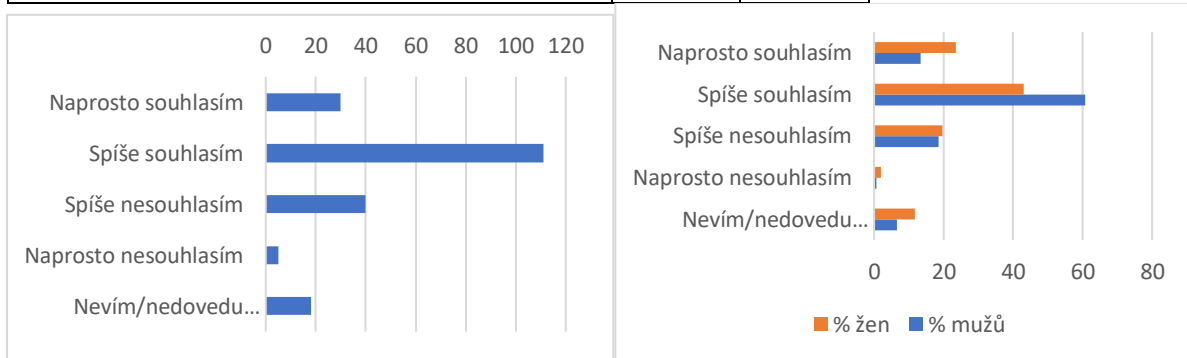 0 20 40 60 80 100 120
Naprosto souhlasím
Spíše souhlasím
Spíše nesouhlasím
Naprosto nesouhlasím
Nevím/nedovedu...
Naprosto souhlasím
Spíše souhlasím
Spíše nesouhlasím
Naprosto nesouhlasím
Nevím/nedovedu...
0 20 40 60 80
% žen % mužů